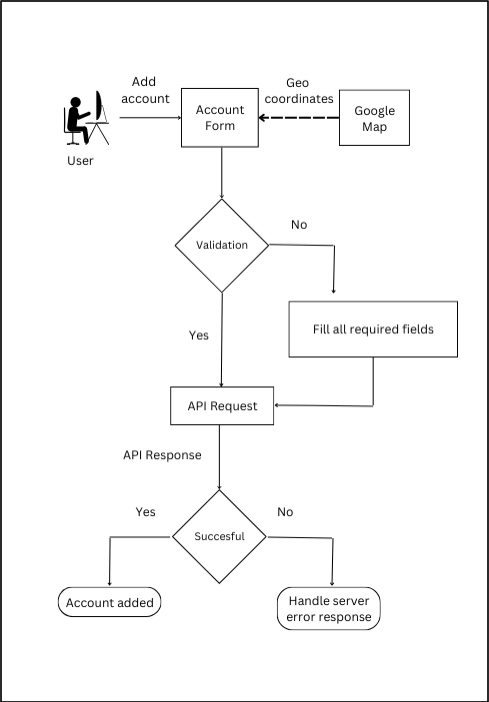 Add
account
Geo
coordinates
Account
Form
Google
Map
User
Validation
No
Fill all required fields
Yes
API Request
API Response
Yes
No
Succesful
Account added
Handle server
error response